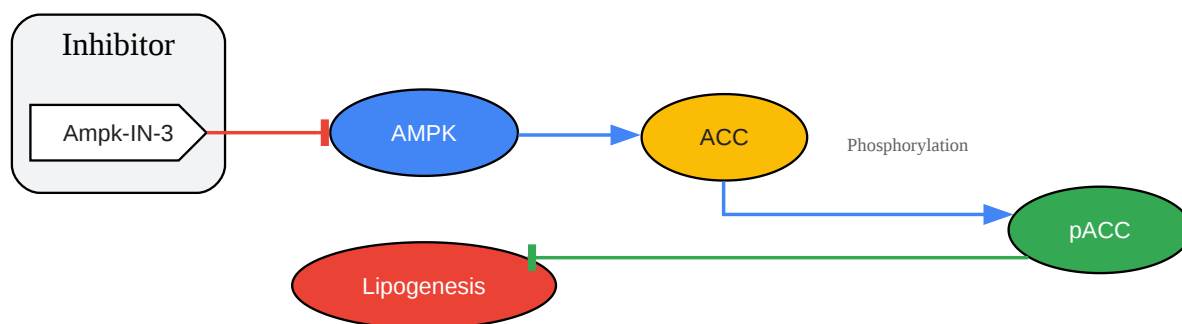 Inhibitor
Ampk-IN-3
AMPK
ACC
Phosphorylation
pACC
Lipogenesis